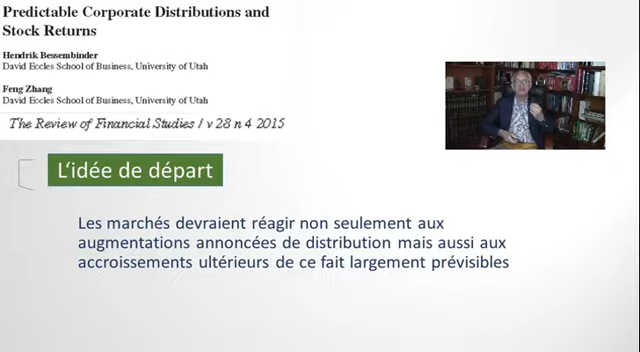 Predictable Corporate Distributions and
Stock Returns
Hendrik Bessembinder
David Eccles School of Business, University of Utah
Feng Zhang
David Eccles School of Business, University of Utah
The Review of Financial Studies / v 28 n 4 2015
L'idée de départ
Les marchés devraient réagir non seulement aux
augmentations annoncées de distribution mais aussi aux
accroissements ultérieurs de ce fait largement prévisibles